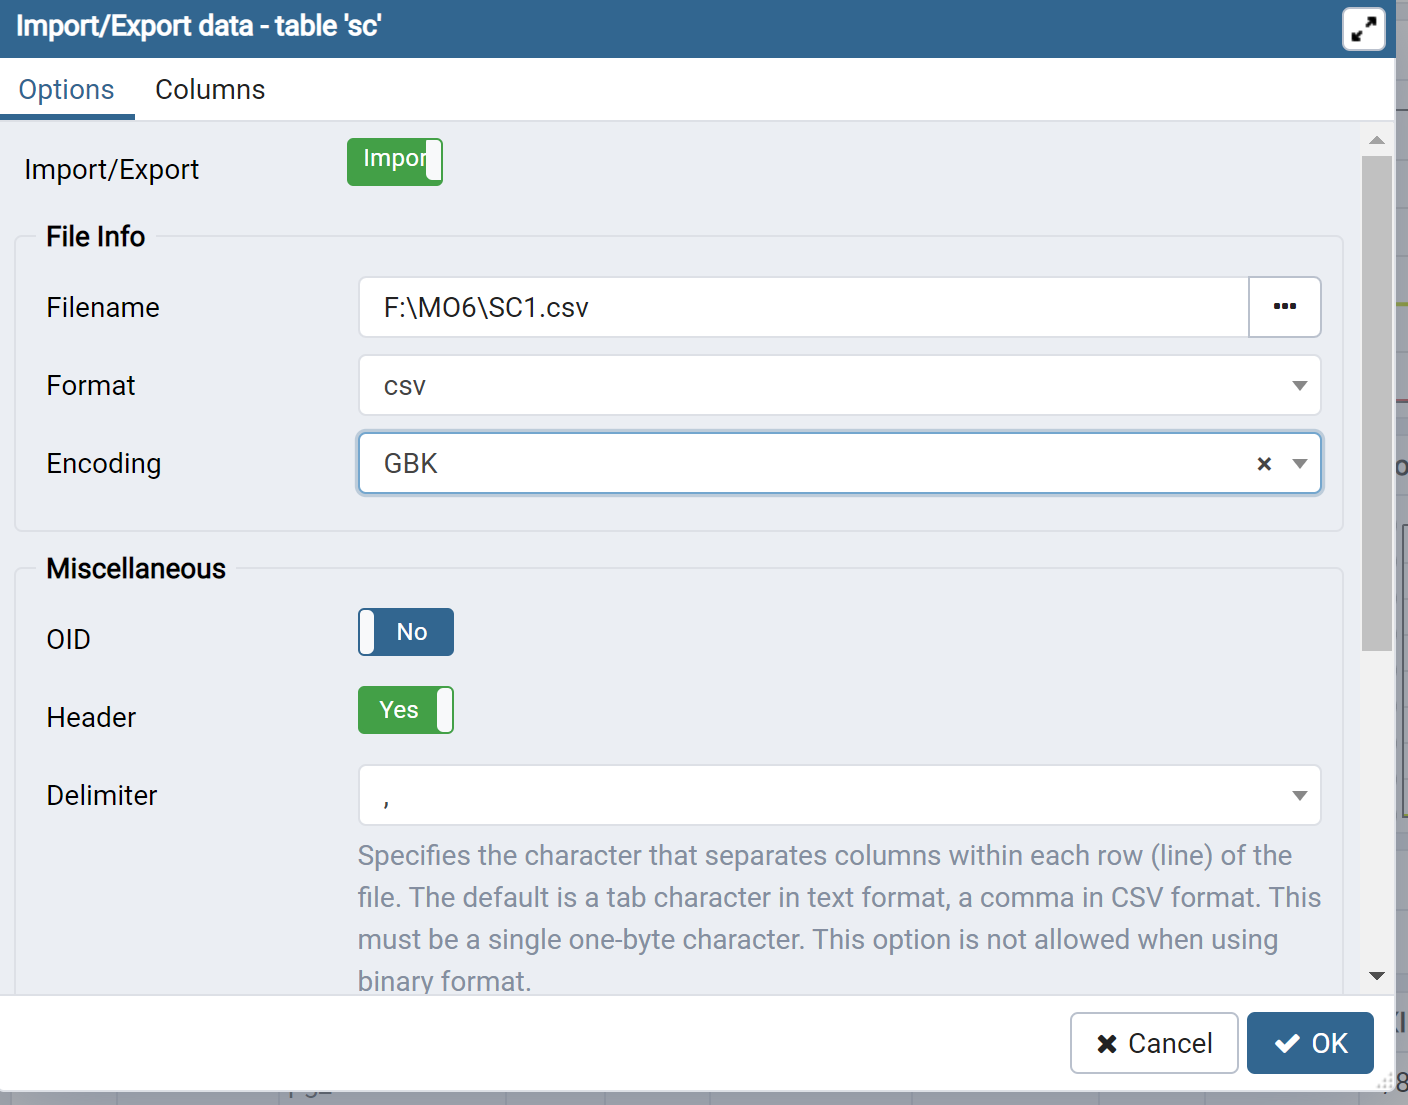 Import/Export data - table 'sc'
Options Columns
Import/Export Impor
File Info
Filename F:\MO6\SC1.csv
Format csv
Encoding GBK
Miscellaneous
OID No
Header Yes
Delimiter ,
Specifies the character that separates columns within each row (line) of the
file. The default is a tab character in text format, a comma in CSV format. This
must be a single one-byte character. This option is not allowed when using
binary format.
Cancel OK